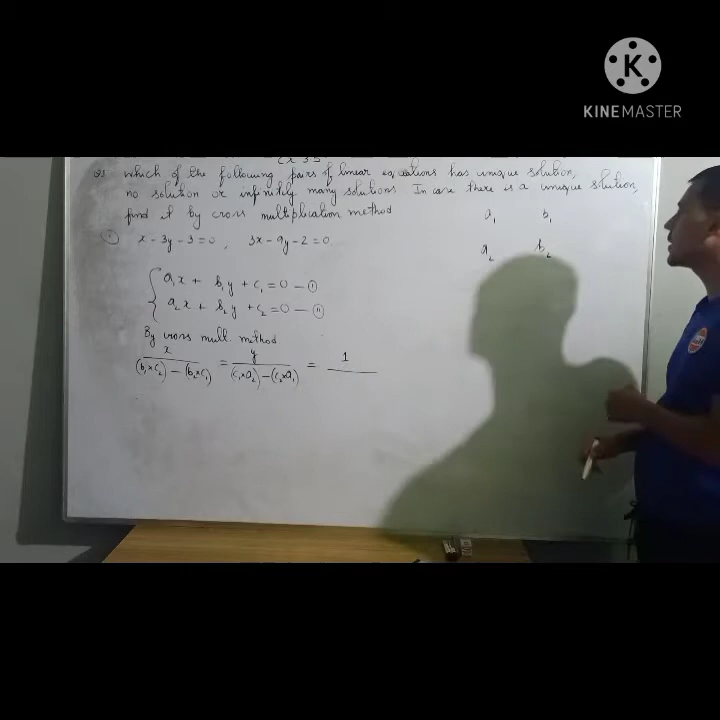 KINEMASTER
which of the following pairs of linear equations has unique solution,
no solution or infinitely many solutions. In case there is a unique solution,
find it by cross multiplication method
① x - 3y - 3 = 0, 3x - 9y - 2 = 0
a₁ b₁
a₂ b₂
a₁x + b₁y + c₁ = 0 - ①
a₂x + b₂y + c₂ = 0 - ②
By cross mult. method
x/((b₁×c₂) - (b₂×c₁)) = y/((c₁×a₂) - (c₂×a₁)) = 1/